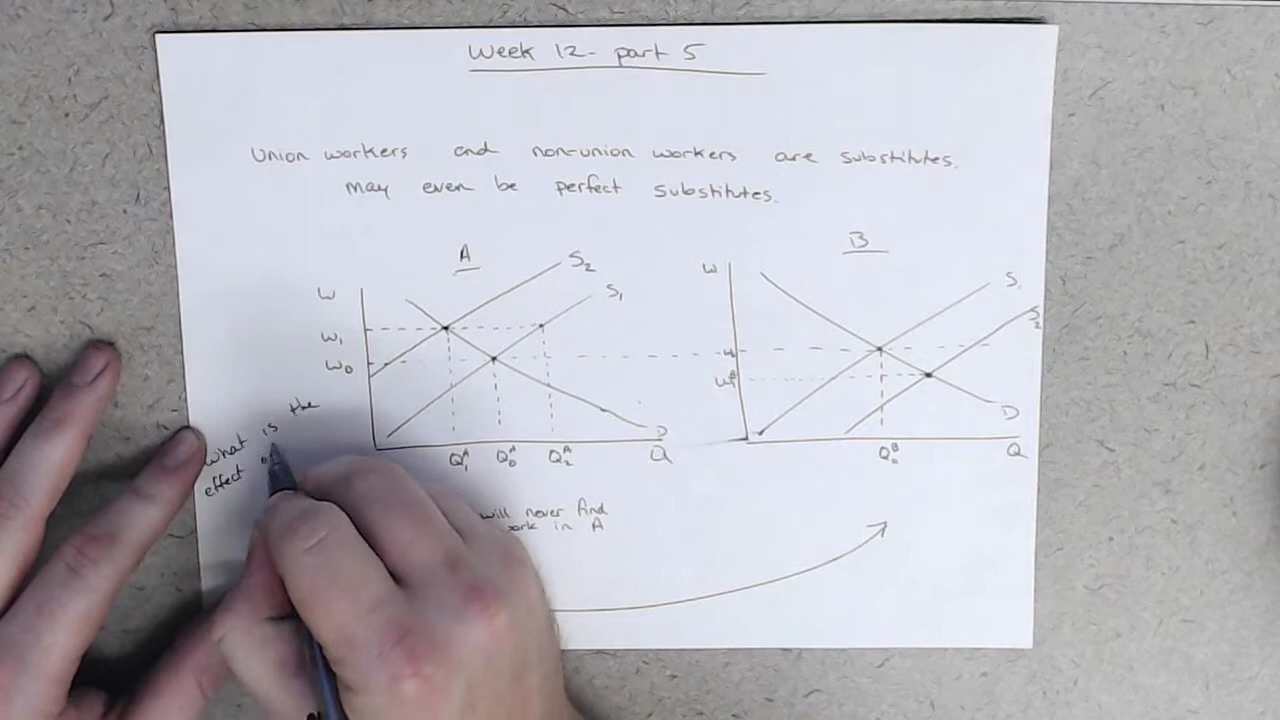 Week 12 - part 5
Union workers and non-union workers are substitutes.
may even be perfect substitutes.
A
B
S₂
S₁
W
W₁
W₀
D
Q₁ᴬ Q₀ᴬ Q₂ᴬ Q
W
S₁
S₂
W₁ᴮ
D
Q₀ᴮ Q
what is the
effect
will never find
work in A